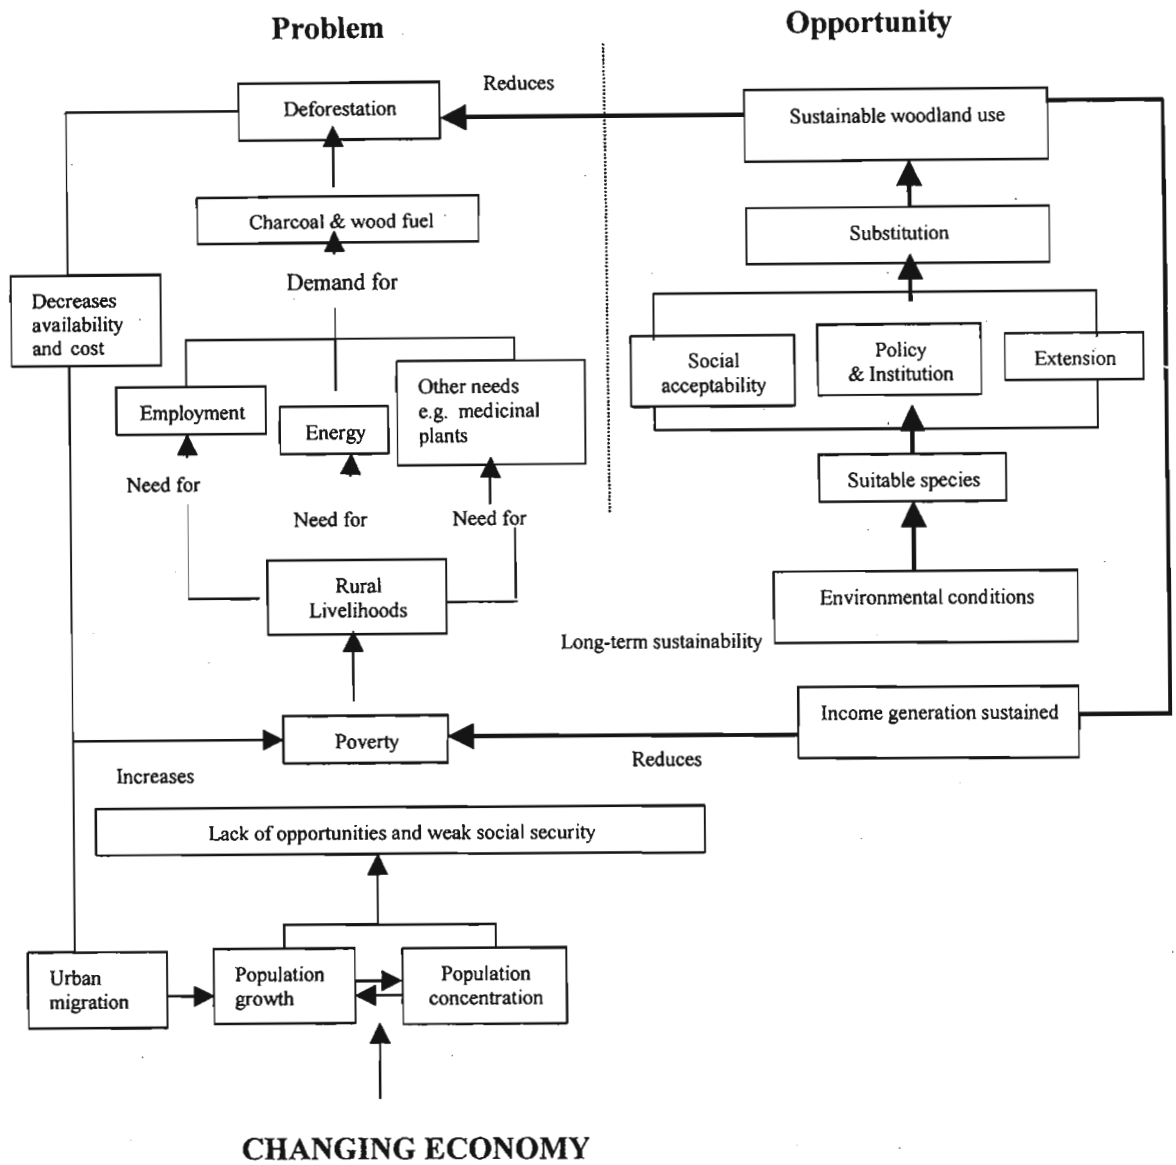 Problem
Opportunity
Reduces
Deforestation
Sustainable woodland use
Charcoal & wood fuel
Substitution
Demand for
Decreases
availability
and cost
Social
acceptability
Policy
& Institution
Extension
Employment
Energy
Other needs
e.g. medicinal
plants
Need for
Need for
Need for
Suitable species
Rural
Livelihoods
Environmental conditions
Long-term sustainability
Income generation sustained
Poverty
Reduces
Increases
Lack of opportunities and weak social security
Urban
migration
Population
growth
Population
concentration
CHANGING ECONOMY